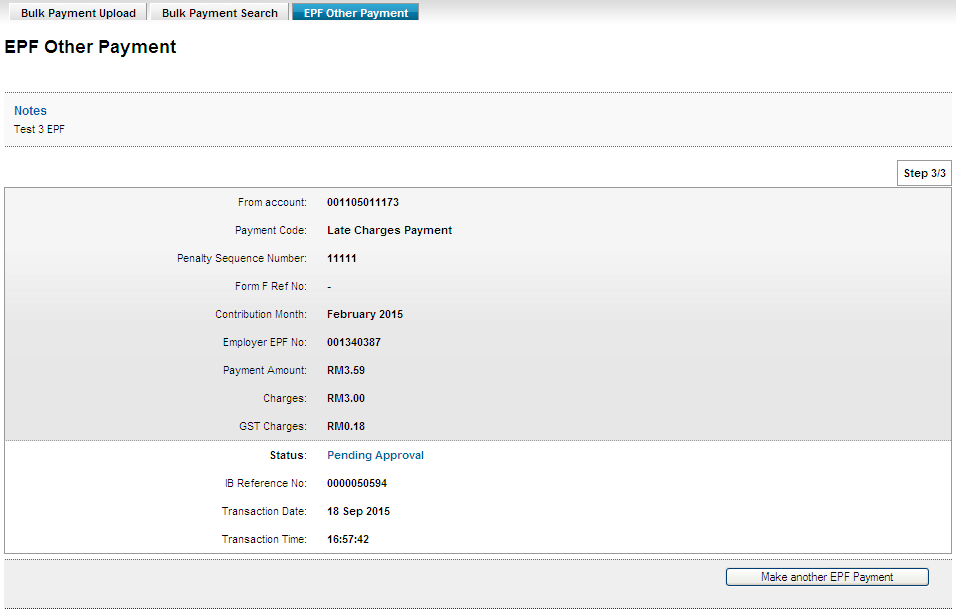 Bulk Payment Upload Bulk Payment Search EPF Other Payment
EPF Other Payment
Notes
Test 3 EPF
Step 3/3
From account: 001105011173
Payment Code: Late Charges Payment
Penalty Sequence Number: 11111
Form F Ref No: -
Contribution Month: February 2015
Employer EPF No: 001340387
Payment Amount: RM3.59
Charges: RM3.00
GST Charges: RM0.18
Status: Pending Approval
IB Reference No: 0000050594
Transaction Date: 18 Sep 2015
Transaction Time: 16:57:42
Make another EPF Payment